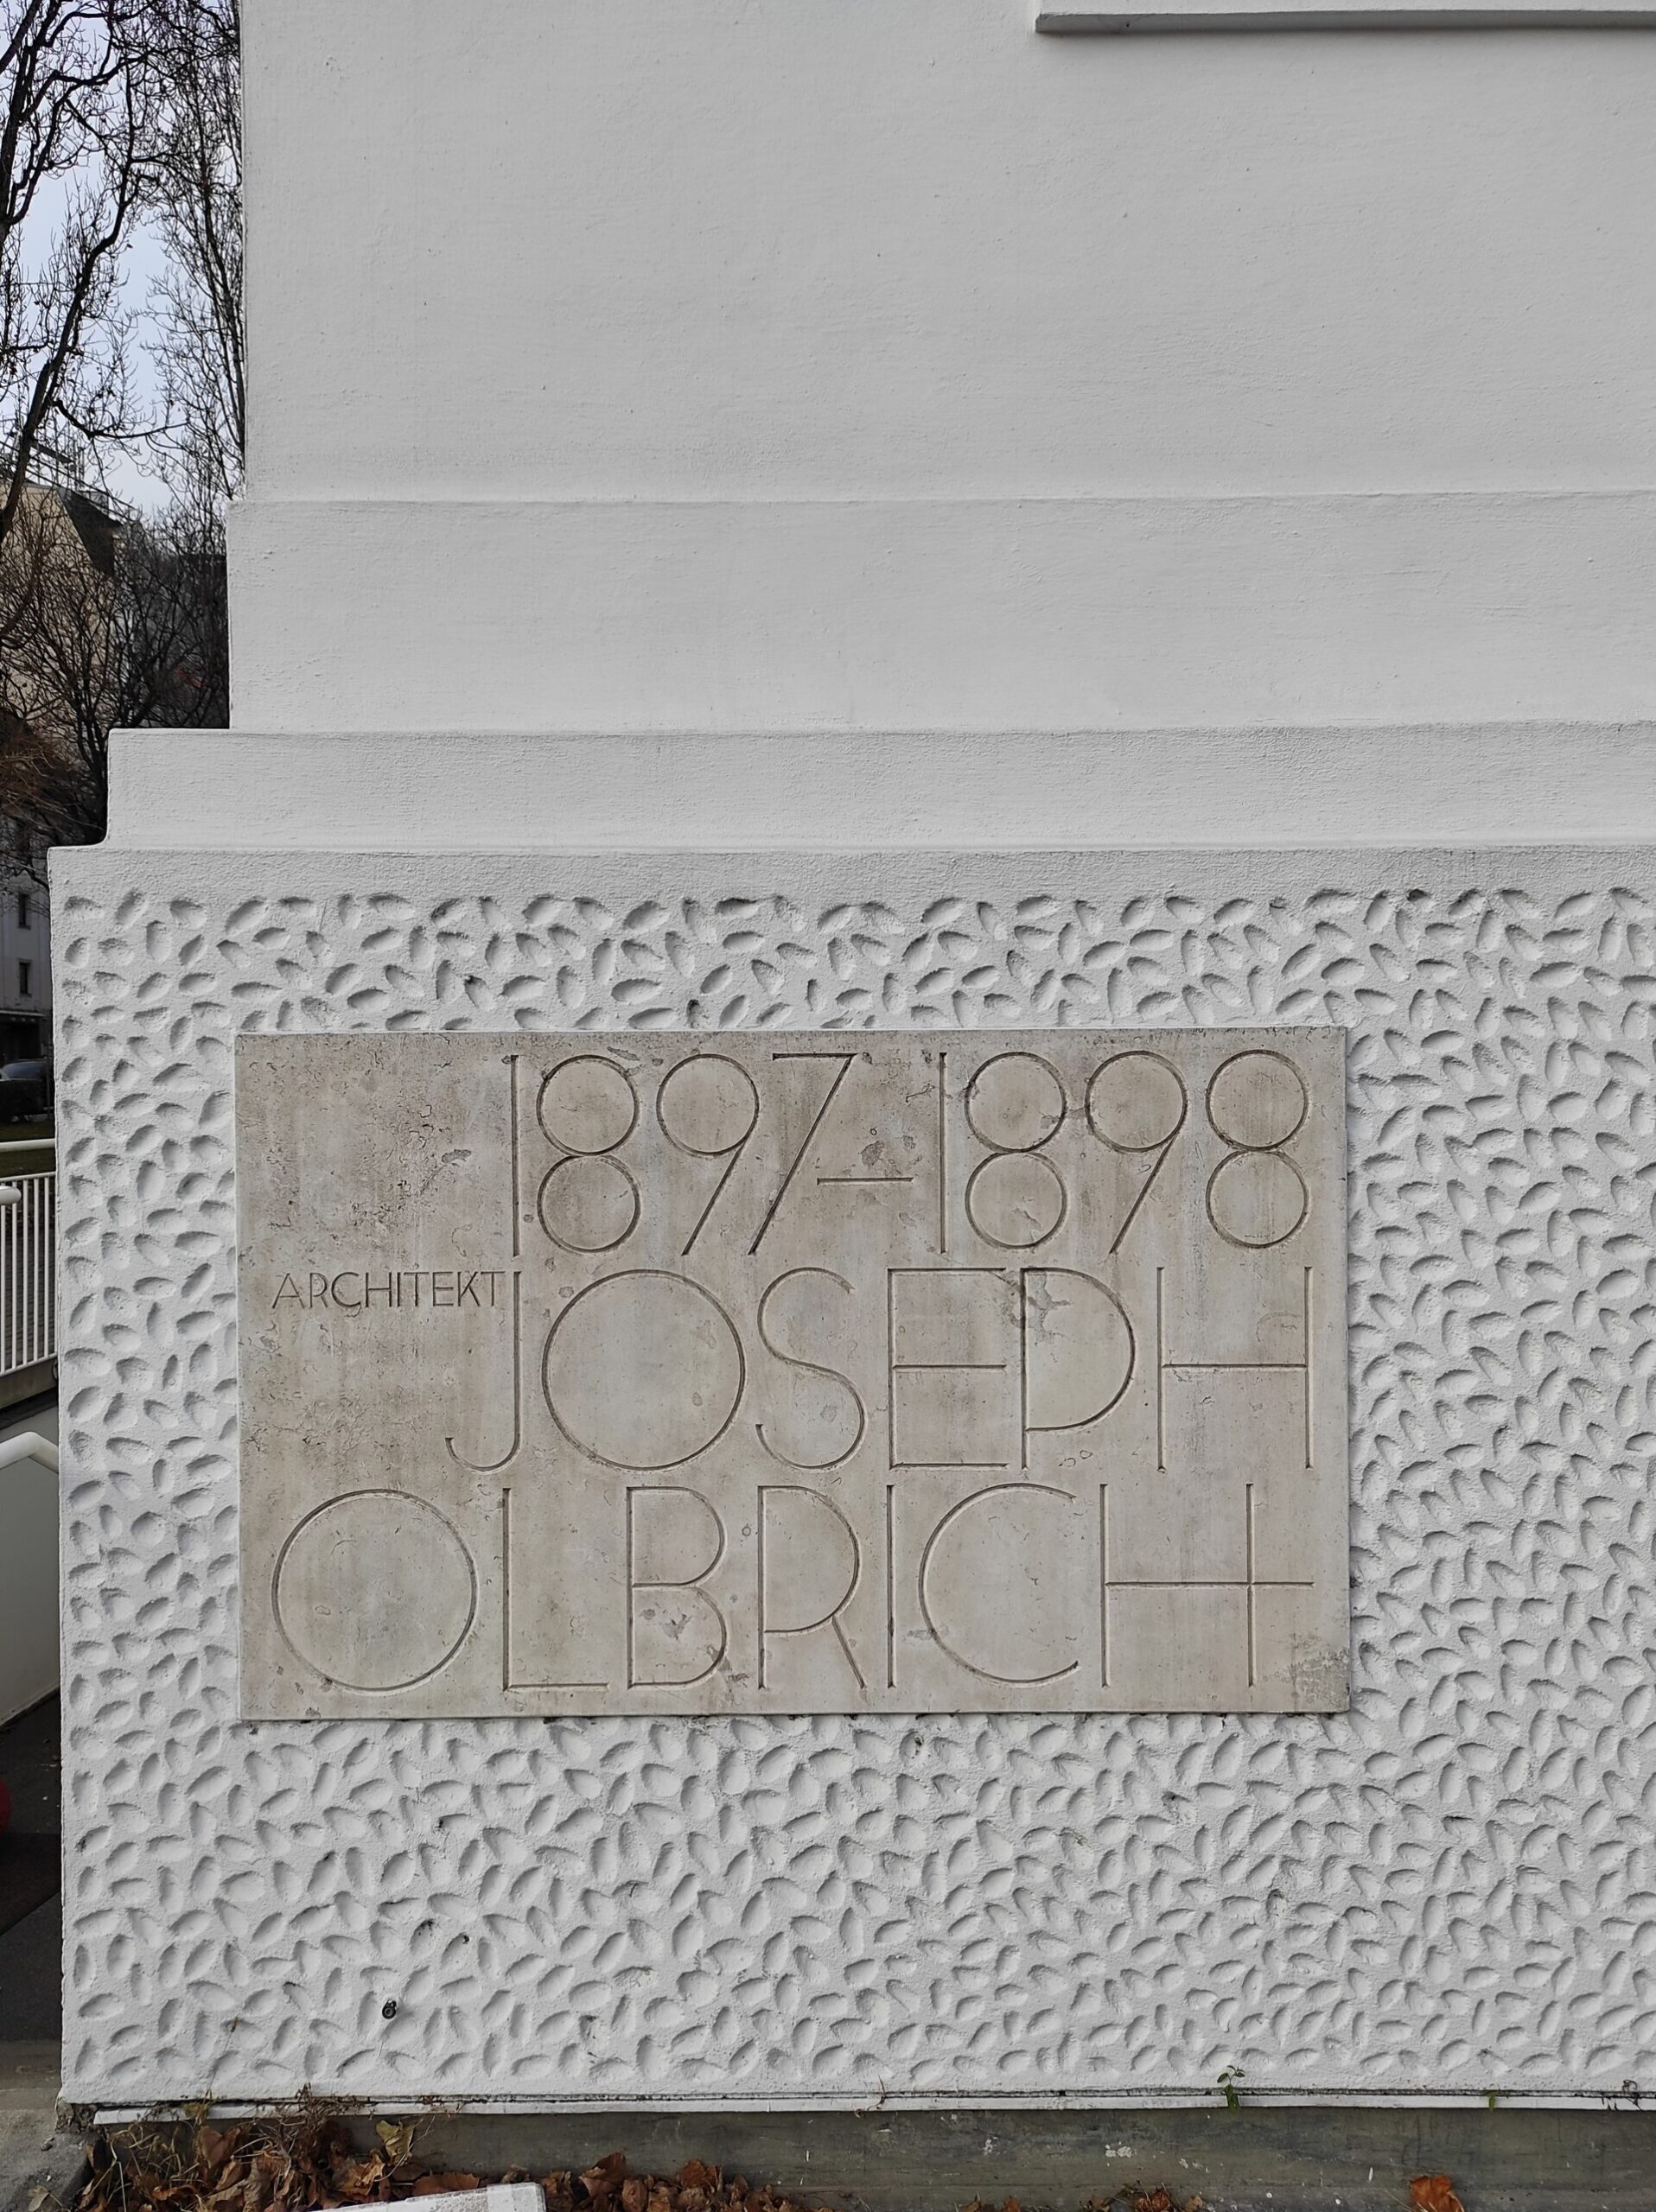 1897-1898
ARCHITEKT JOSEPH
OLBRICH